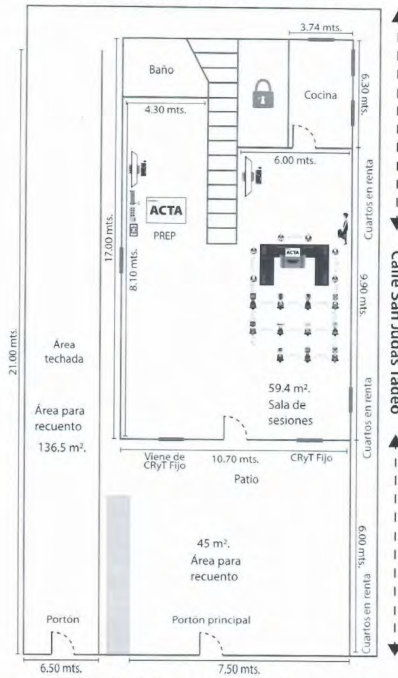 3.74 mts.
Baño
Cocina
6.30 mts.
4.30 mts.
6.00 mts.
Cuartos en renta
ACTA
PREP
17.00 mts.
8.10 mts.
ACTA
Calle San Judas Tadeo
9.90 mts.
21.00 mts.
Área
techada
Área para
recuento
136.5 m².
59.4 m².
Sala de
sesiones
Cuartos en renta
Viene de
CRyT Fijo
10.70 mts.
CRyT Fijo
Patio
45 m².
Área para
recuento
6.00 mts.
Cuartos en renta
Portón
Portón principal
6.50 mts.
7.50 mts.